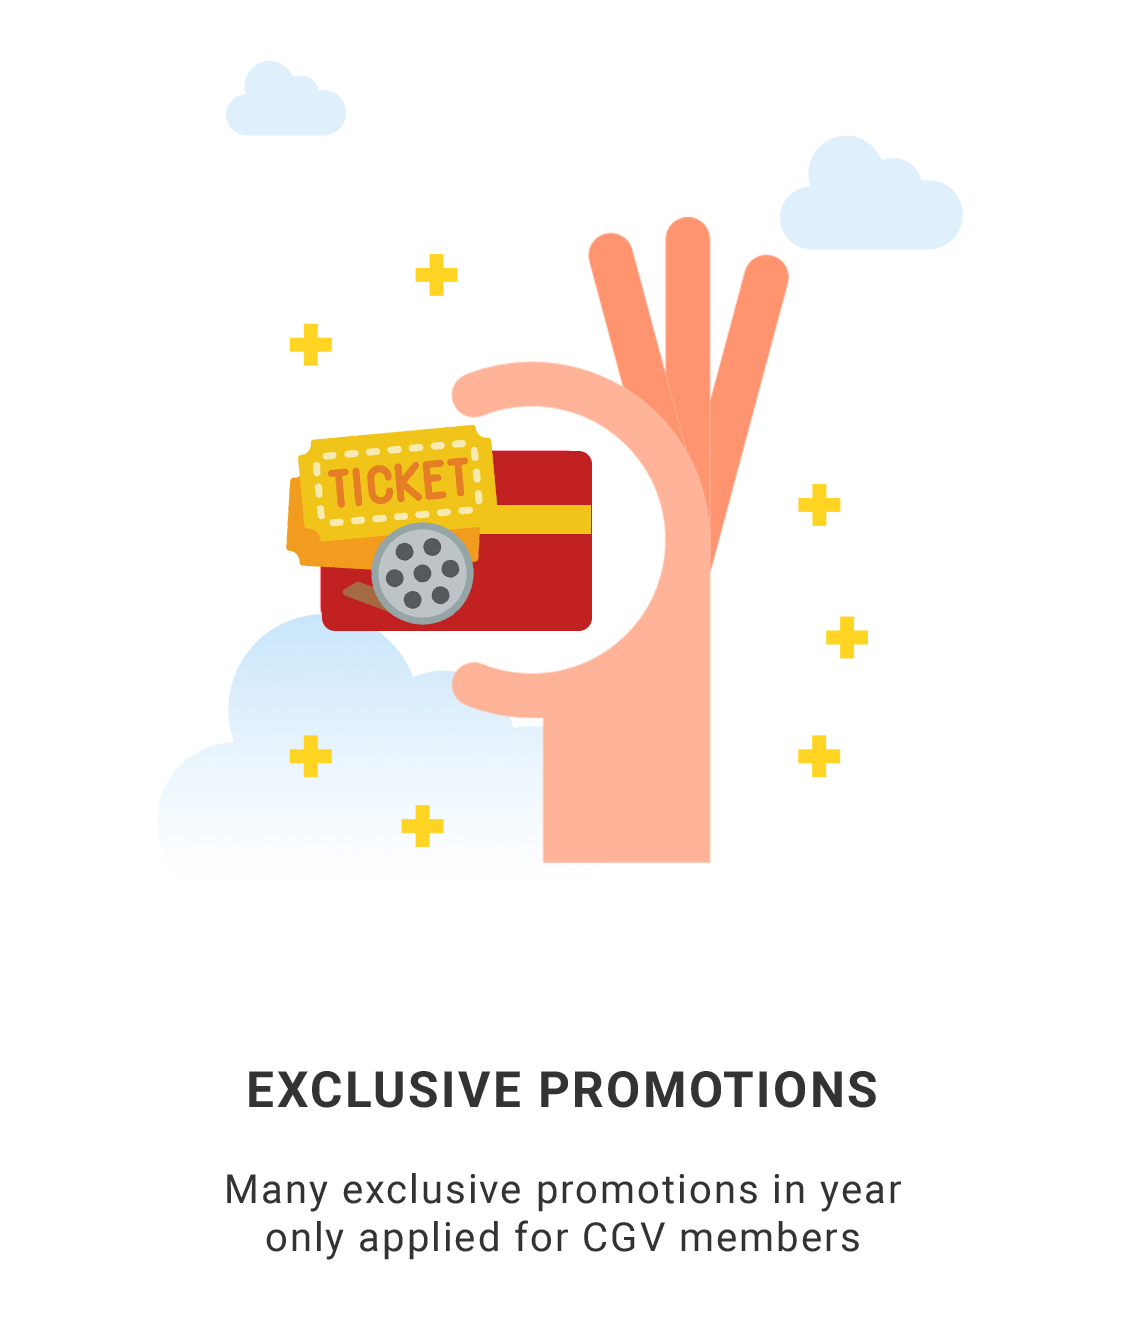 TICKET
EXCLUSIVE PROMOTIONS
Many exclusive promotions in year
only applied for CGV members